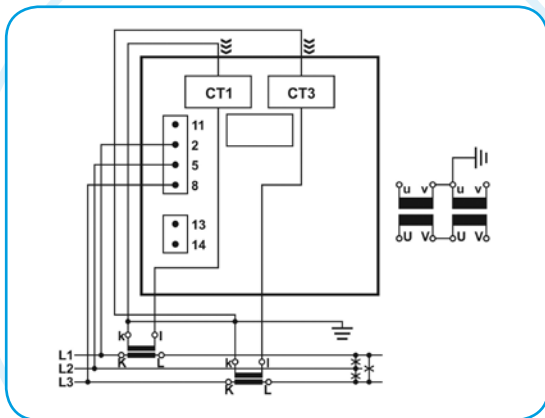 CT1 CT3
11
2
5
8
13
14
u v u v
U V U V
k l
L1
K L
k l
L2
L3
K L